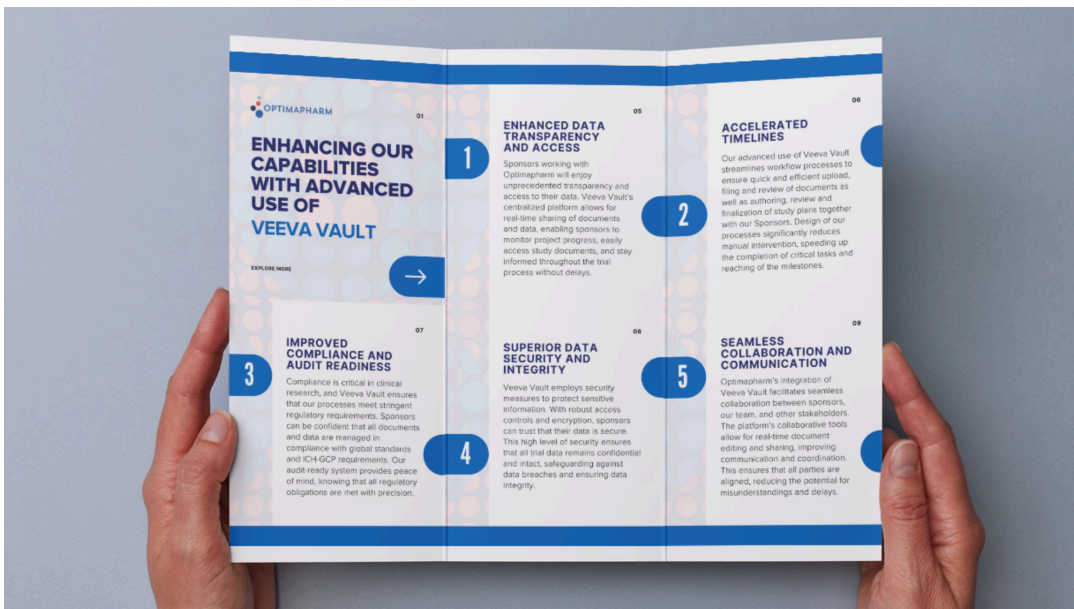 OPTIMAPHARM
01
ENHANCING OUR
CAPABILITIES
WITH ADVANCED
USE OF
VEEVA VAULT
EXPLORE MORE
05
1
ENHANCED DATA
TRANSPARENCY
AND ACCESS
Sponsors working with
Optimapharm will enjoy
unprecedented transparency and
access to their data. Veeva Vault's
centralized platform allows for
real-time sharing of documents
and data, enabling sponsors to
monitor project progress, easily
access study documents, and stay
informed throughout the trial
process without delays.
06
2
ACCELERATED
TIMELINES
Our advanced use of Veeva Vault
streamlines workflow processes to
ensure quick and efficient upload,
filing and review of documents as
well as authoring, review and
finalization of study plans together
with our Sponsors. Design of our
processes significantly reduces
manual intervention, speeding up
the completion of critical tasks and
reaching of the milestones.
07
3
IMPROVED
COMPLIANCE AND
AUDIT READINESS
Compliance is critical in clinical
research, and Veeva Vault ensures
that our processes meet stringent
regulatory requirements. Sponsors
can be confident that all documents
and data are managed in
compliance with global standards
and ICH-GCP requirements. Our
audit-ready system provides peace
of mind, knowing that all regulatory
obligations are met with precision.
08
4
SUPERIOR DATA
SECURITY AND
INTEGRITY
Veeva Vault employs security
measures to protect sensitive
information. With robust access
controls and encryption, sponsors
can trust that their data is secure.
This high level of security ensures
that all trial data remains confidential
and intact, safeguarding against
data breaches and ensuring data
integrity.
09
5
SEAMLESS
COLLABORATION AND
COMMUNICATION
Optimapharm's integration of
Veeva Vault facilitates seamless
collaboration between sponsors,
our team, and other stakeholders.
The platform's collaborative tools
allow for real-time document
editing and sharing, improving
communication and coordination.
This ensures that all parties are
aligned, reducing the potential for
misunderstandings and delays.